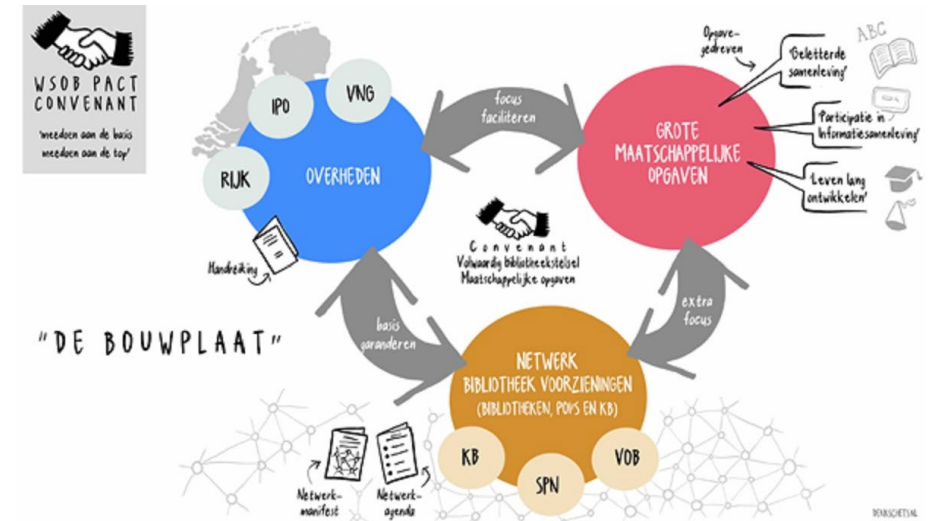 WSOB PACT
CONVENANT
'meedoen aan de basis
meedoen aan de top'
IPO
VNG
RIJK
OVERHEDEN
Handreiking
focus
faciliteren
GROTE
MAATSCHAPPELIJKE
OPGAVEN
Opgave-
gedreven
'Geletterde
samenleving'
ABC
'Participatie in
Informatiesamenleving'
'Leven lang
ontwikkelen'
Convenant
Volwaardig bibliotheekstelsel
Maatschappelijke opgaven
basis
garanderen
extra
focus
"DE BOUWPLAAT"
NETWERK
BIBLIOTHEEK VOORZIENINGEN
(BIBLIOTHEKEN, POI'S EN KB)
KB
SPN
VOB
Netwerk-
manifest
Netwerk-
agenda
DENKSCHETS.NL